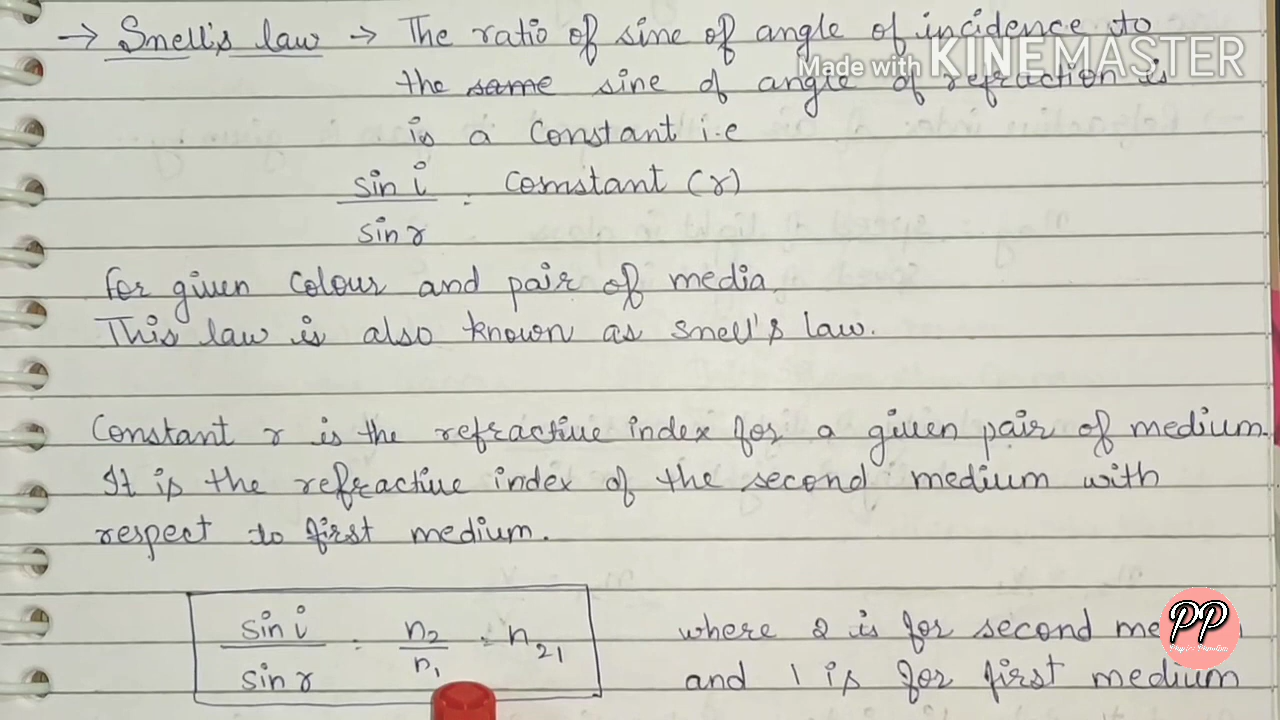 → Snell's law → The ratio of sine of angle of incidence to
Made with KINEMASTER
the same sine of angle of refraction is
is a constant i.e
sin i / sin r = constant (r)
for given colour and pair of media
This law is also known as snell's law.
Constant r is the refractive index for a given pair of medium.
It is the refractive index of the second medium with
respect to first medium.
sin i / sin r = n2 / n1 = n21 where 2 is for second me
PP
and 1 is for first medium